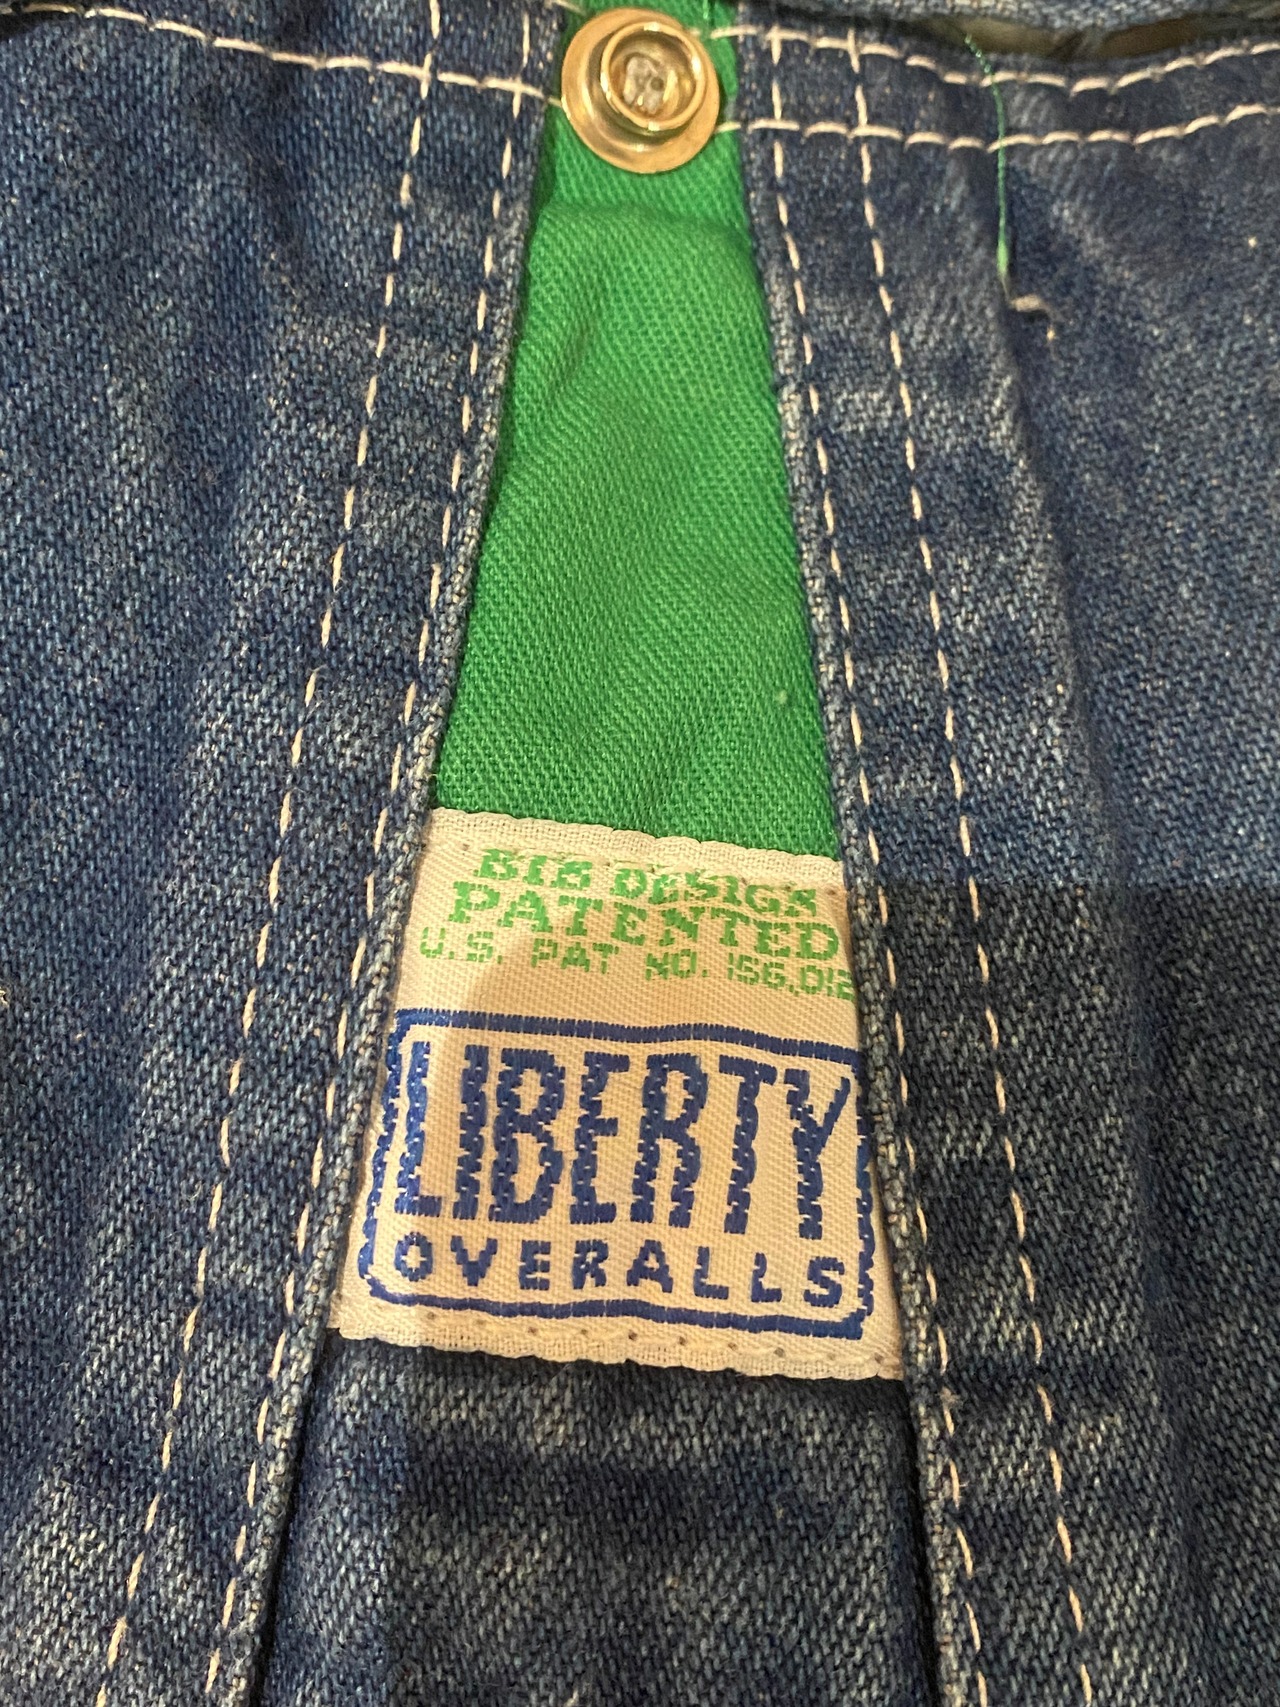 BIB DESIGN
PATENTED
U.S. PAT NO. 156,012
LIBERTY
OVERALLS